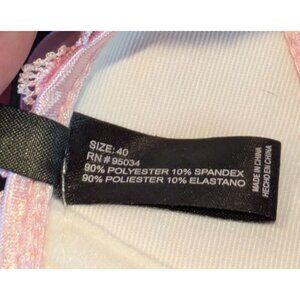 SIZE: 40
RN # 95034
90% POLYESTER 10% SPANDEX
90% POLIESTER 10% ELASTANO
MADE IN CHINA
HECHO EN CHINA